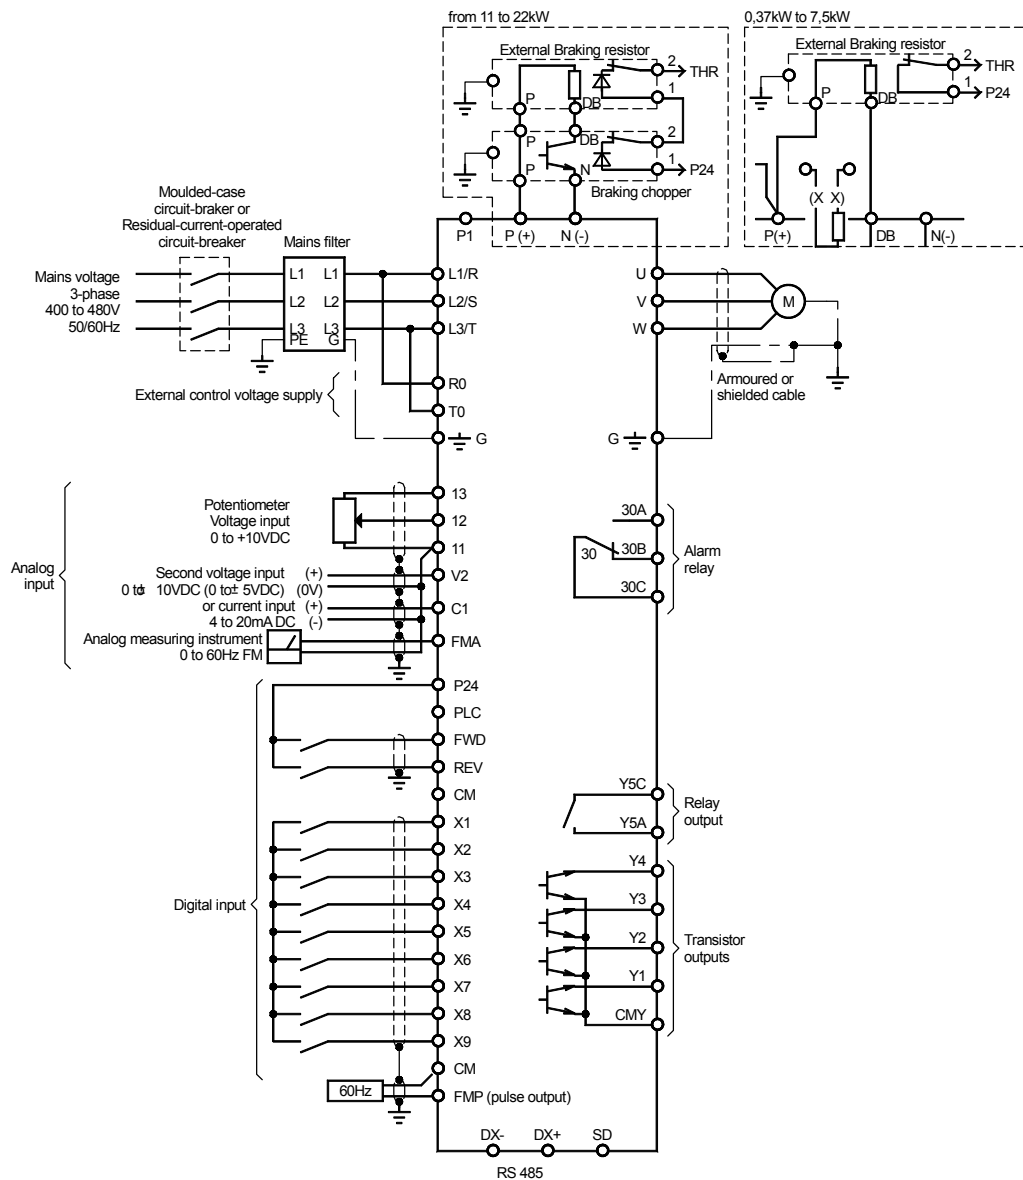 from 11 to 22kW
External Braking resistor
2
THR
1
P
DB
P
DB
2
1
P24
P
N
Braking chopper
P1
P (+)
N (-)
0,37kW to 7,5kW
External Braking resistor
2
THR
1
P24
P
DB
(X X)
P(+)
DB
N(-)
Moulded-case
circuit-braker or
Residual-current-operated
circuit-breaker
Mains filter
Mains voltage
3-phase
400 to 480V
50/60Hz
L1 L1
L2 L2
L3 L3
PE G
L1/R
L2/S
L3/T
External control voltage supply
R0
T0
G
U
V
W
M
Armoured or
shielded cable
G
Analog
input
Potentiometer
Voltage input
0 to +10VDC
13
12
11
Second voltage input (+)
0 to± 10VDC (0 to± 5VDC) (0V)
or current input (+)
4 to 20mA DC (-)
Analog measuring instrument
0 to 60Hz FM
V2
C1
FMA
30A
30
30B
30C
Alarm
relay
Digital input
P24
PLC
FWD
REV
CM
X1
X2
X3
X4
X5
X6
X7
X8
X9
CM
60Hz
FMP (pulse output)
Y5C
Y5A
Relay
output
Y4
Y3
Y2
Y1
CMY
Transistor
outputs
DX-
DX+
SD
RS 485